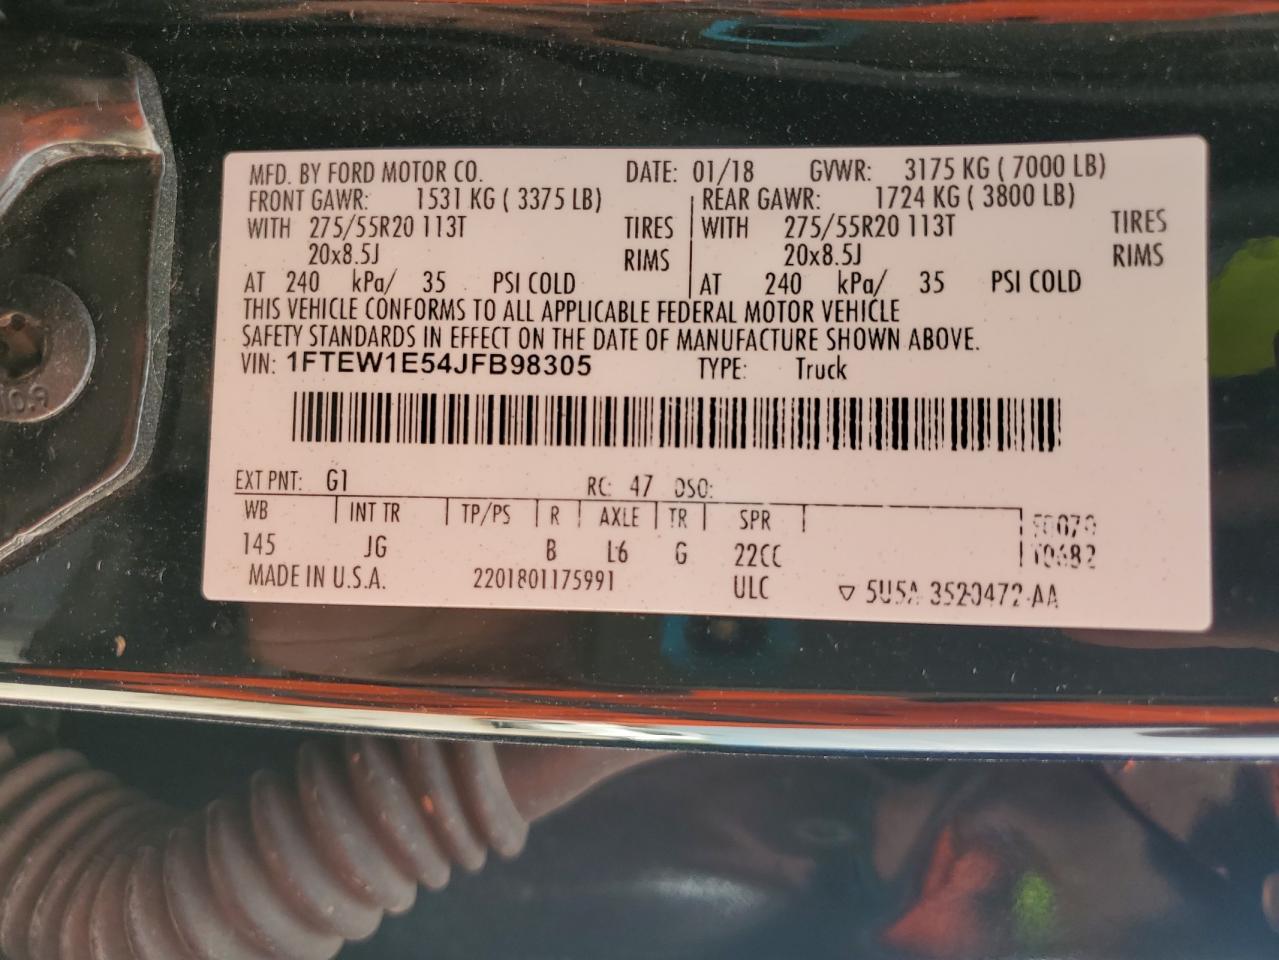 MFD. BY FORD MOTOR CO. DATE: 01/18 GVWR: 3175 KG ( 7000 LB)
FRONT GAWR: 1531 KG ( 3375 LB) REAR GAWR: 1724 KG ( 3800 LB)
WITH 275/55R20 113T TIRES WITH 275/55R20 113T TIRES
20x8.5J RIMS 20x8.5J RIMS
AT 240 kPa/ 35 PSI COLD AT 240 kPa/ 35 PSI COLD
THIS VEHICLE CONFORMS TO ALL APPLICABLE FEDERAL MOTOR VEHICLE
SAFETY STANDARDS IN EFFECT ON THE DATE OF MANUFACTURE SHOWN ABOVE.
VIN: 1FTEW1E54JFB98305 TYPE: Truck
EXT PNT: G1 RC: 47 DSO:
WB INT TR TP/PS R AXLE TR SPR
145 JG B L6 G 22CC
MADE IN U.S.A. 2201801175991 ULC 5U5A-3520472-AA
10.9